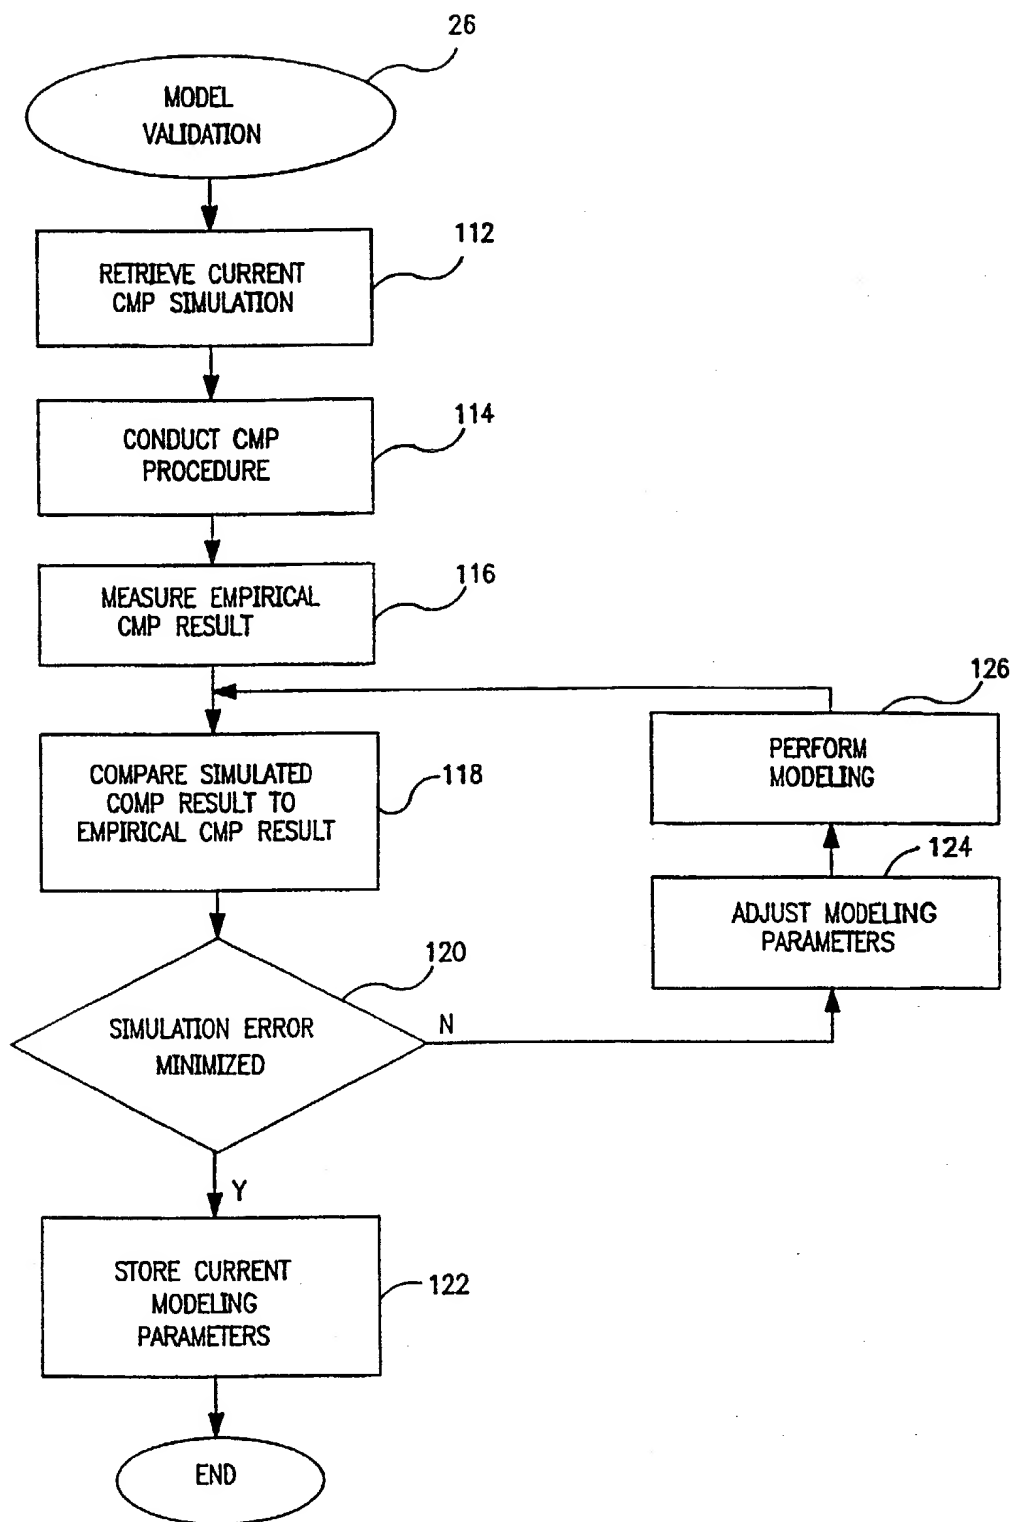 26
MODEL
VALIDATION
112
RETRIEVE CURRENT
CMP SIMULATION
114
CONDUCT CMP
PROCEDURE
116
MEASURE EMPIRICAL
CMP RESULT
126
PERFORM
MODELING
118
COMPARE SIMULATED
COMP RESULT TO
EMPIRICAL CMP RESULT
124
ADJUST MODELING
PARAMETERS
120
SIMULATION ERROR
MINIMIZED
N
Y
122
STORE CURRENT
MODELING
PARAMETERS
END